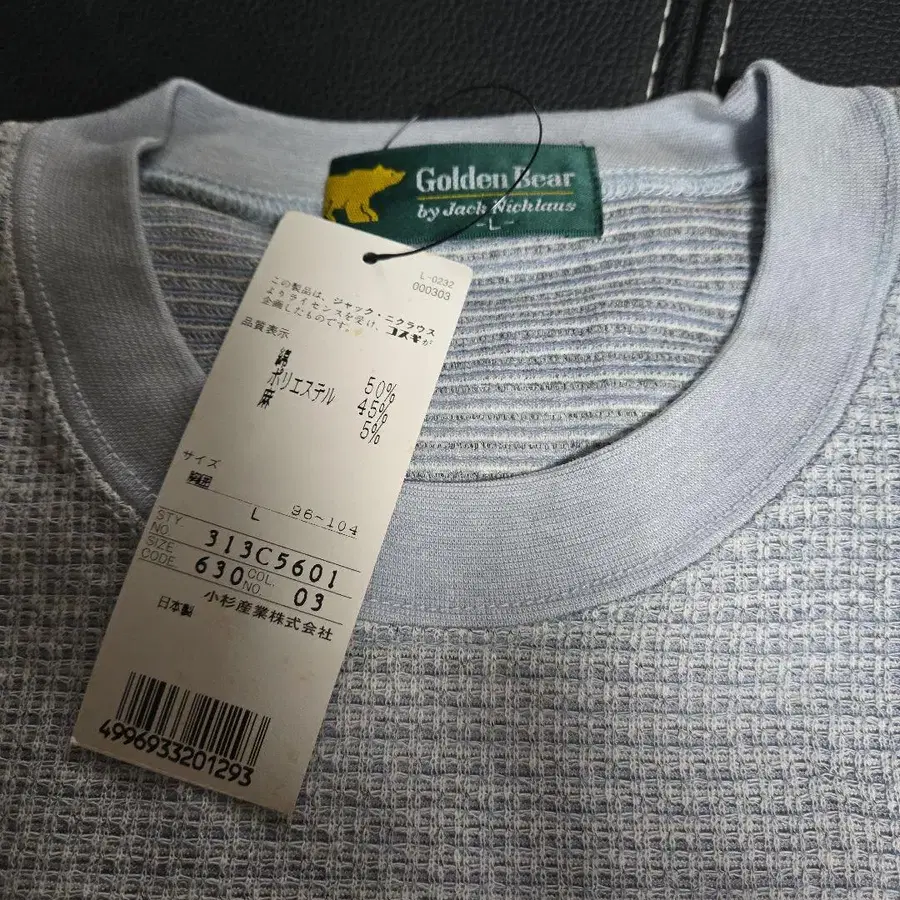 Golden Bear
by Jack Nicklaus
-L-
L-0232
000303
この製品は、ジャック・ニクラウス
よりライセンスを受け、コスギが
企画したものです。
品質表示
綿 50%
ポリエステル 45%
麻 5%
サイズ
L 96~104
STY. NO. 313C5601
SIZE CODE 630 COL. NO. 03
日本製 小杉産業株式会社
4996933201293